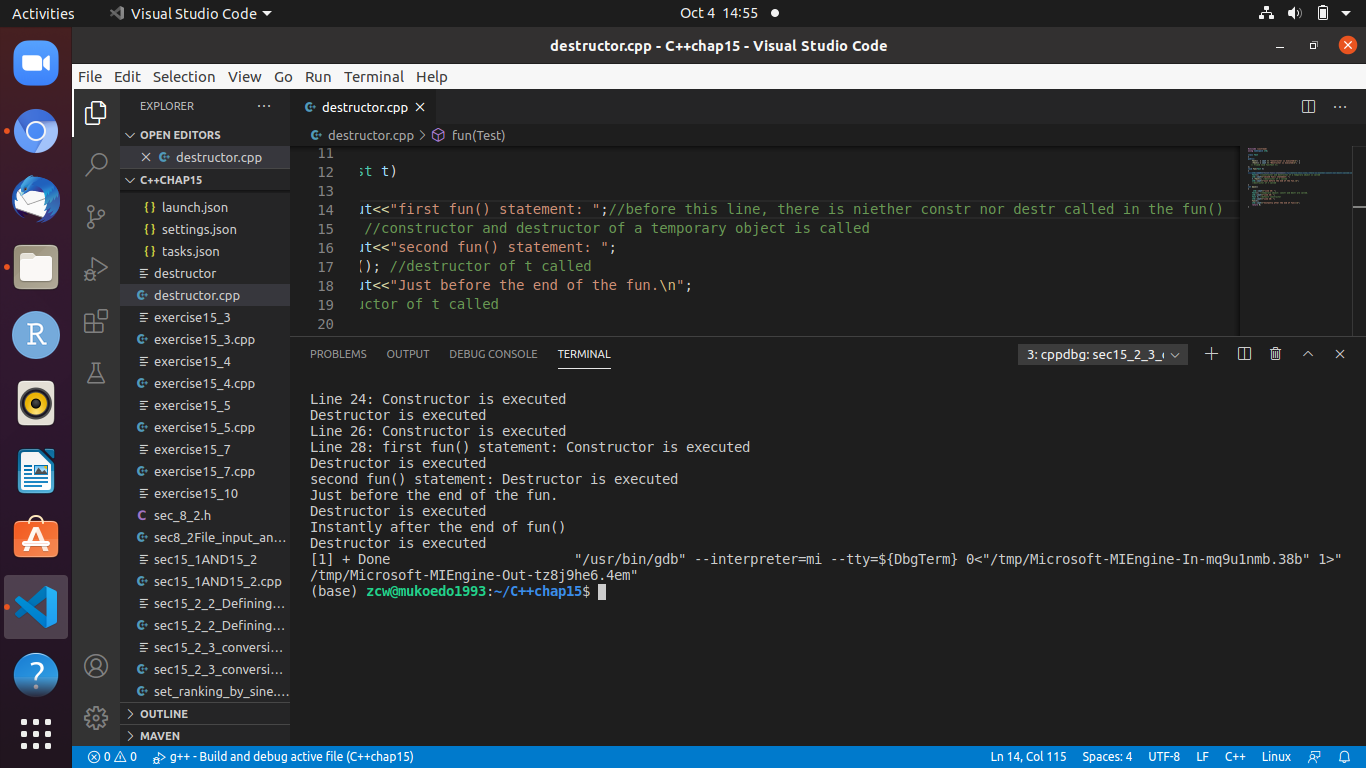 Activities
Visual Studio Code
Oct 4 14:55
destructor.cpp - C++chap15 - Visual Studio Code
File Edit Selection View Go Run Terminal Help
EXPLORER
OPEN EDITORS
destructor.cpp
C++CHAP15
launch.json
settings.json
tasks.json
destructor
destructor.cpp
exercise15_3
exercise15_3.cpp
exercise15_4
exercise15_4.cpp
exercise15_5
exercise15_5.cpp
exercise15_7
exercise15_7.cpp
exercise15_10
sec_8_2.h
sec8_2File_input_an...
sec15_1AND15_2
sec15_1AND15_2.cpp
sec15_2_2_Defining...
sec15_2_2_Defining...
sec15_2_3_conversi...
sec15_2_3_conversi...
set_ranking_by_sine....
OUTLINE
MAVEN
destructor.cpp
destructor.cpp > fun(Test)
11
12 st t)
13
14 ut<<"first fun() statement: ";//before this line, there is niether constr nor destr called in the fun()
15 //constructor and destructor of a temporary object is called
16 ut<<"second fun() statement: ";
17 (); //destructor of t called
18 ut<<"Just before the end of the fun.\n";
19 uctor of t called
20
PROBLEMS OUTPUT DEBUG CONSOLE TERMINAL
3: cppdbg: sec15_2_3_c
Line 24: Constructor is executed
Destructor is executed
Line 26: Constructor is executed
Line 28: first fun() statement: Constructor is executed
Destructor is executed
second fun() statement: Destructor is executed
Just before the end of the fun.
Destructor is executed
Instantly after the end of fun()
Destructor is executed
[1] + Done "/usr/bin/gdb" --interpreter=mi --tty=${DbgTerm} 0<"/tmp/Microsoft-MIEngine-In-mq9u1nmb.38b" 1>"
/tmp/Microsoft-MIEngine-Out-tz8j9he6.4em"
(base) zcw@mukoedo1993:~/C++chap15$
0 0 g++ - Build and debug active file (C++chap15)
Ln 14, Col 115 Spaces: 4 UTF-8 LF C++ Linux